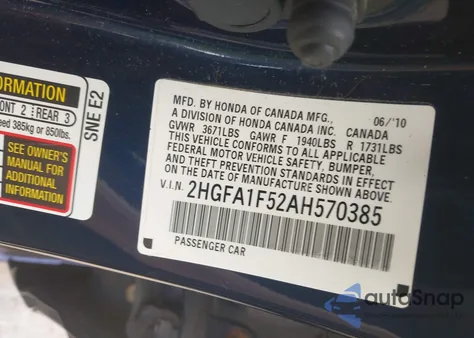 ORMATION
ONT 2 REAR 3
eed 385kg or 850lbs.
SEE OWNER'S
MANUAL FOR
ADDITIONAL
INFORMATION
SNE E2
MFD. BY HONDA OF CANADA MFG., 06/'10
A DIVISION OF HONDA CANADA INC. CANADA
GVWR 3671LBS GAWR F 1940LBS R 1731LBS
THIS VEHICLE CONFORMS TO ALL APPLICABLE
FEDERAL MOTOR VEHICLE SAFETY, BUMPER,
AND THEFT PREVENTION STANDARDS IN EFFECT
ON THE DATE OF MANUFACTURE SHOWN ABOVE.
V.I.N. 2HGFA1F52AH570385
PASSENGER CAR
autoSnap